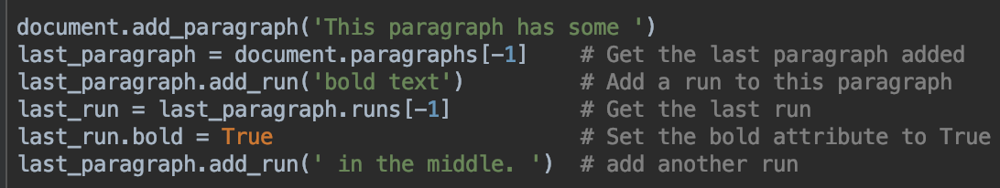 document.add_paragraph('This paragraph has some ')
last_paragraph = document.paragraphs[-1]    # Get the last paragraph added
last_paragraph.add_run('bold text')         # Add a run to this paragraph
last_run = last_paragraph.runs[-1]          # Get the last run
last_run.bold = True                        # Set the bold attribute to True
last_paragraph.add_run(' in the middle. ')  # add another run